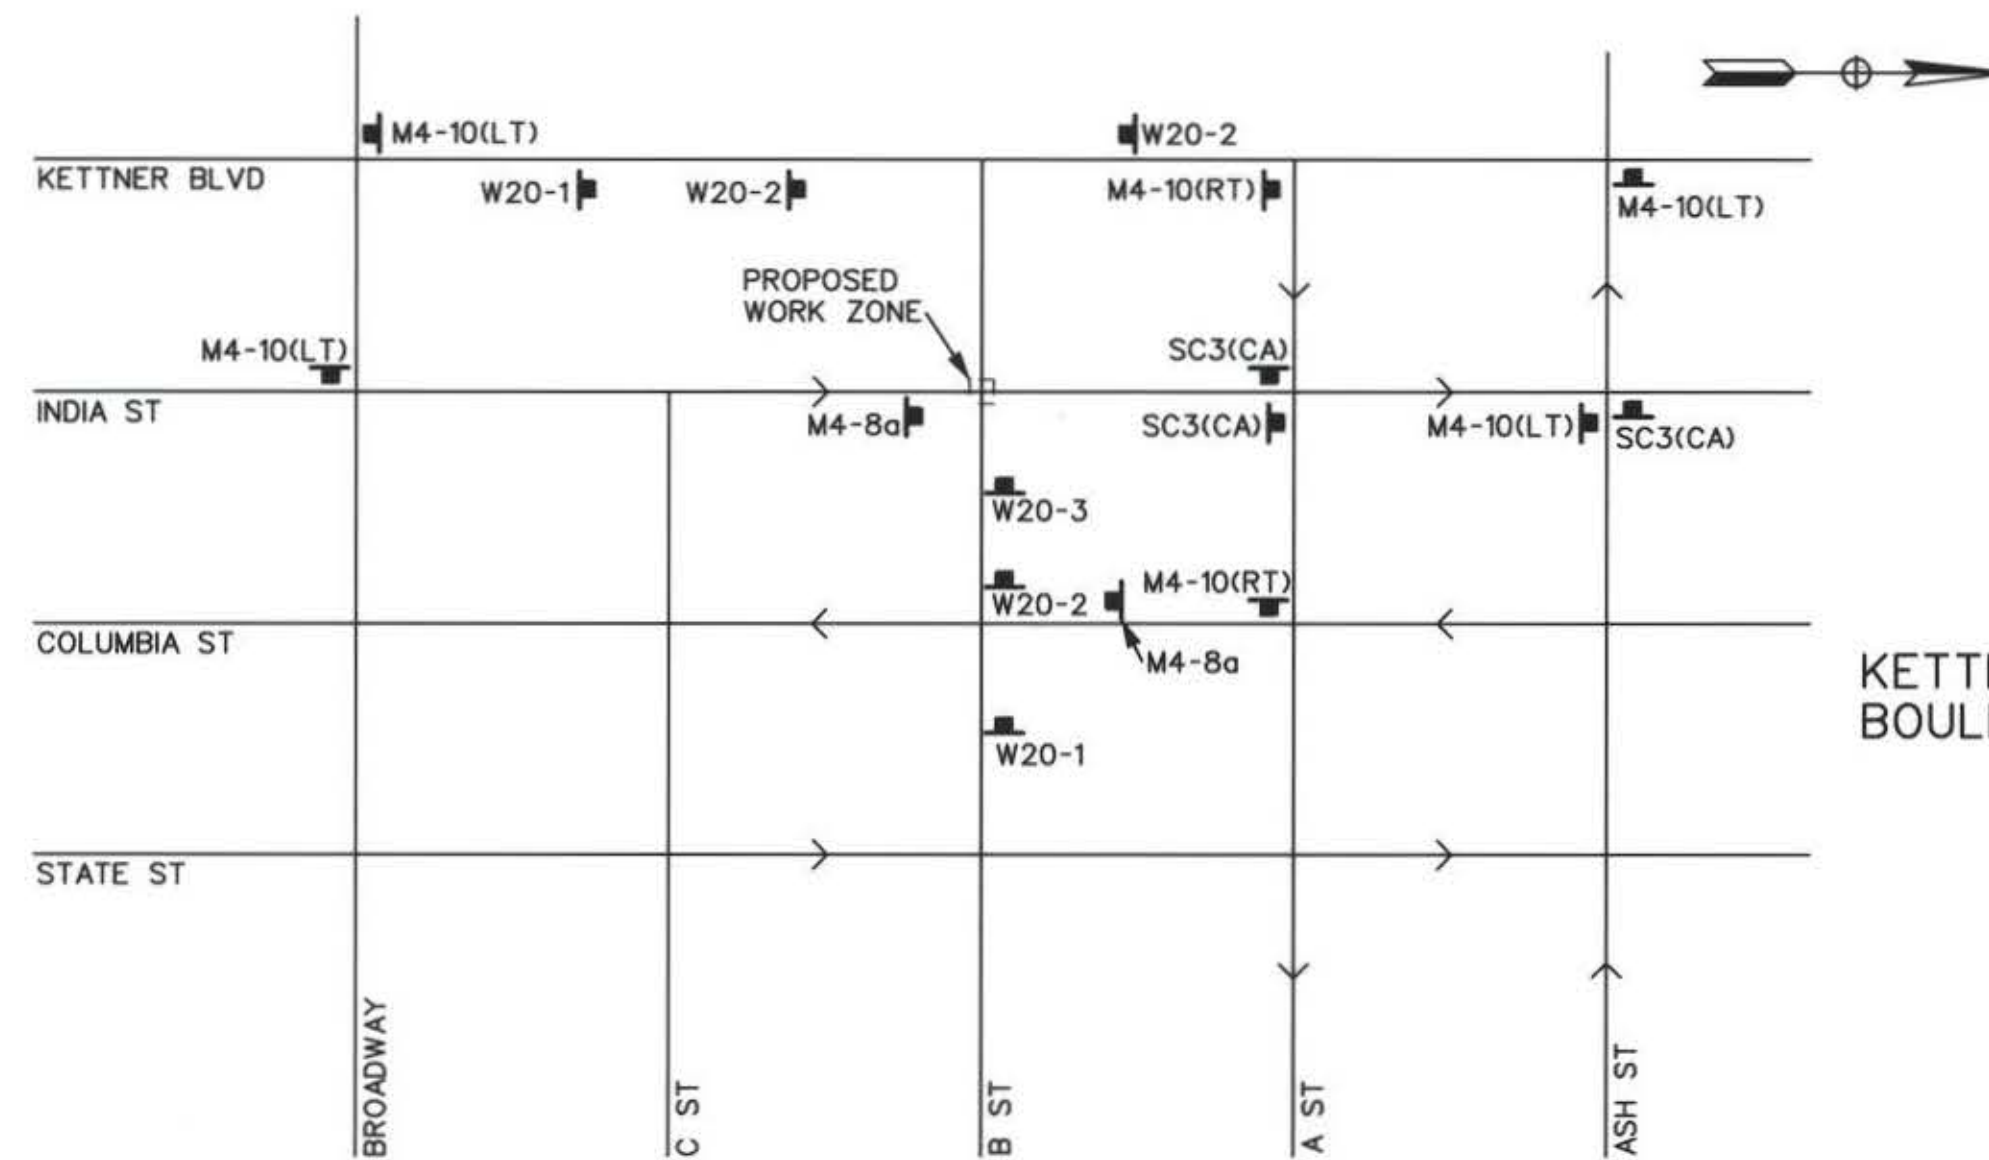 M4-10(LT)
W20-2
KETTNER BLVD
W20-1
W20-2
M4-10(RT)
M4-10(LT)
PROPOSED
WORK ZONE
M4-10(LT)
SC3(CA)
INDIA ST
M4-8a
SC3(CA)
M4-10(LT)
SC3(CA)
W20-3
W20-2
M4-10(RT)
COLUMBIA ST
M4-8a
W20-1
STATE ST
BROADWAY
C ST
B ST
A ST
ASH ST